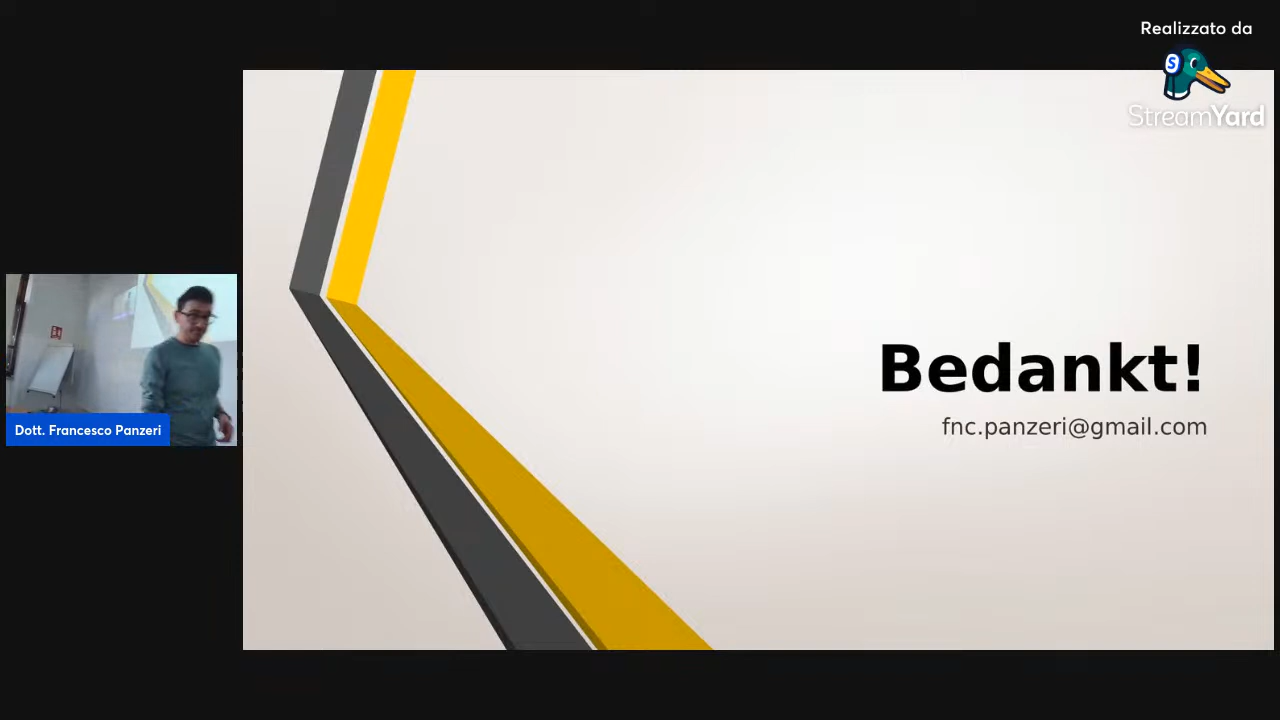 Realizzato da
StreamYard
Bedankt!
fnc.panzeri@gmail.com
Dott. Francesco Panzeri